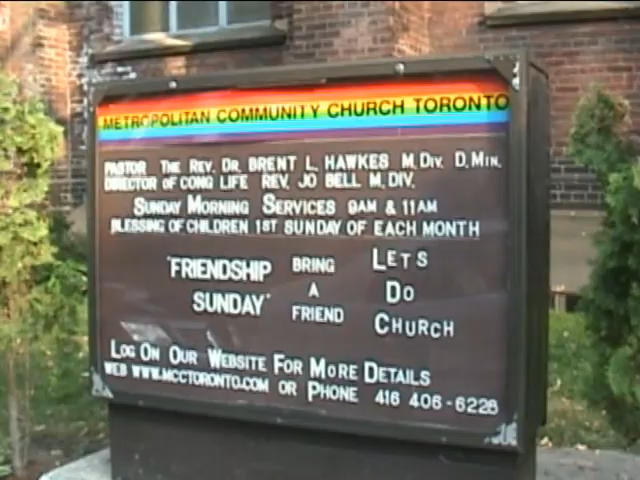 METROPOLITAN COMMUNITY CHURCH TORONTO
PASTOR THE REV. DR. BRENT L. HAWKES M.DIV. D.MIN.
DIRECTOR OF CONG LIFE REV. JO BELL M.DIV.
SUNDAY MORNING SERVICES 9AM & 11AM
BLESSING OF CHILDREN 1ST SUNDAY OF EACH MONTH
"FRIENDSHIP BRING LETS
SUNDAY" A DO
FRIEND CHURCH
LOG ON OUR WEBSITE FOR MORE DETAILS
WEB WWW.MCCTORONTO.COM OR PHONE 416 406-6228